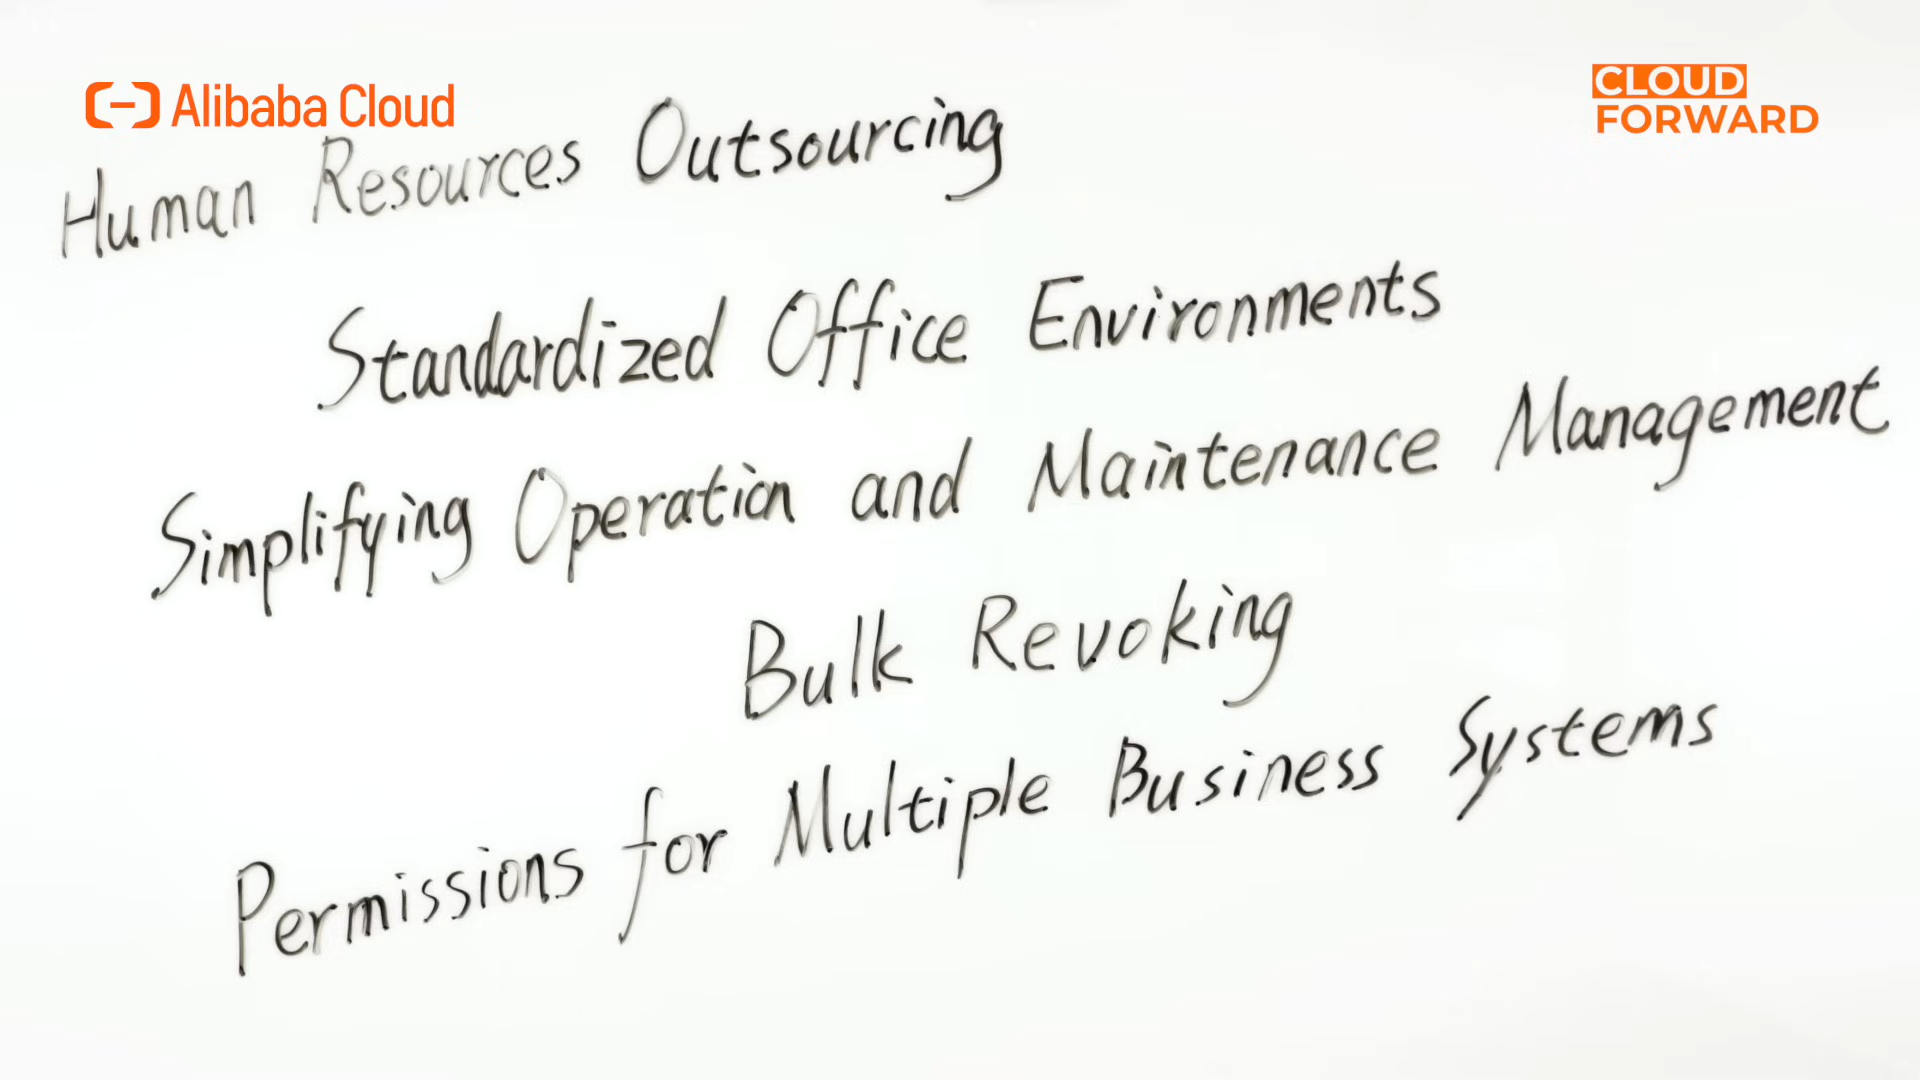 Alibaba Cloud
CLOUD
FORWARD
Human Resources Outsourcing
Standardized Office Environments
Simplifying Operation and Maintenance Management
Bulk Revoking
Permissions for Multiple Business Systems